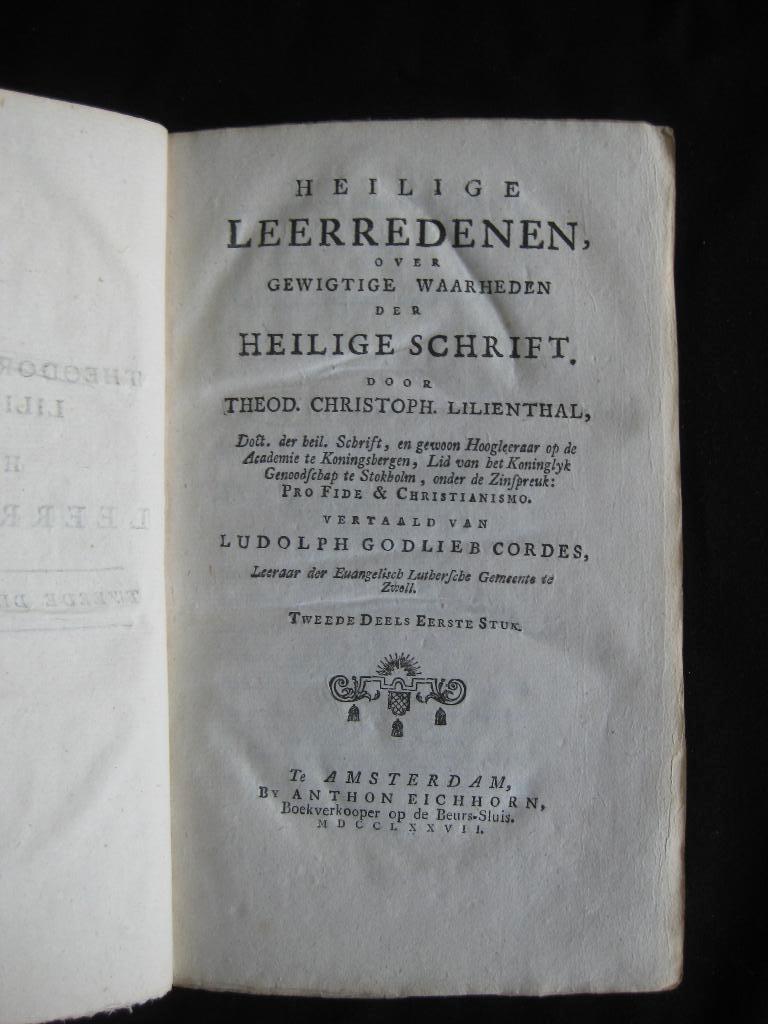 HEILIGE
LEERREDENEN,
OVER
GEWIGTIGE WAARHEDEN
DER
HEILIGE SCHRIFT.
DOOR
THEOD. CHRISTOPH. LILIENTHAL,
Doct. der heil. Schrift, en gewoon Hoogleeraar op de
Academie te Koningsbergen, Lid van het Koninglyk
Genoodſchap te Stokholm, onder de Zinſpreuk:
PRO FIDE & CHRISTIANISMO.
VERTAALD VAN
LUDOLPH GODLIEB CORDES,
Leeraar der Euangelisch Lutherſche Gemeente te
Zwoll.
TWEEDE DEELS EERSTE STUK.
Te AMSTERDAM,
BY ANTHON EICHHORN,
Boekverkooper op de Beurs-Sluis.
MDCCLXXVII.